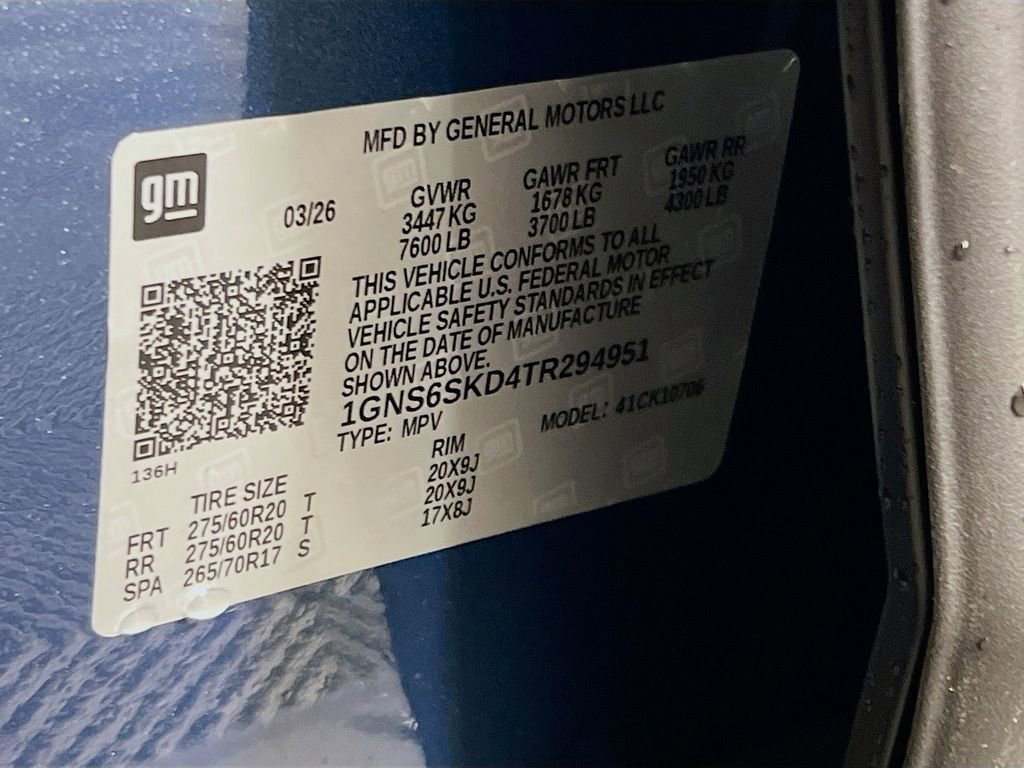 MFD BY GENERAL MOTORS LLC
gm
03/26
GVWR GAWR FRT GAWR RR
3447 KG 1678 KG 1950 KG
7600 LB 3700 LB 4300 LB
THIS VEHICLE CONFORMS TO ALL
APPLICABLE U.S. FEDERAL MOTOR
VEHICLE SAFETY STANDARDS IN EFFECT
ON THE DATE OF MANUFACTURE
SHOWN ABOVE.
1GNS6SKD4TR294951
TYPE: MPV MODEL: 41CK10706
136H
TIRE SIZE RIM
FRT 275/60R20 T 20X9J
RR 275/60R20 T 20X9J
SPA 265/70R17 S 17X8J